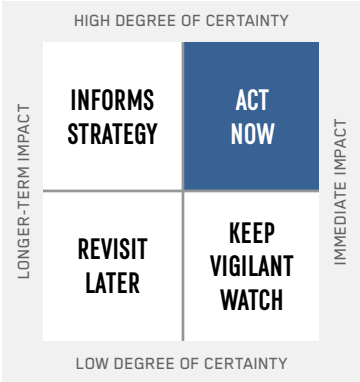 HIGH DEGREE OF CERTAINTY
LONGER-TERM IMPACT
INFORMS
STRATEGY
ACT
NOW
IMMEDIATE IMPACT
REVISIT
LATER
KEEP
VIGILANT
WATCH
LOW DEGREE OF CERTAINTY